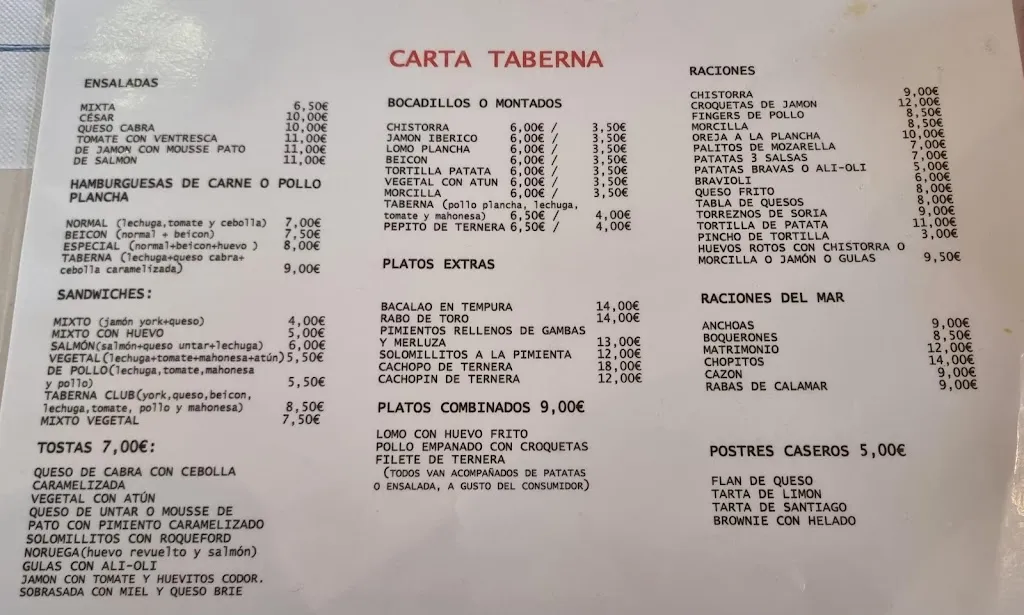 CARTA TABERNA
ENSALADAS
MIXTA 6,50€
CÉSAR 10,00€
QUESO CABRA 10,00€
TOMATE CON VENTRESCA 11,00€
DE JAMON CON MOUSSE PATO 11,00€
DE SALMON 11,00€
HAMBURGUESAS DE CARNE O POLLO
PLANCHA
NORMAL (lechuga,tomate y cebolla) 7,00€
BEICON (normal + beicon) 7,50€
ESPECIAL (normal+beicon+huevo ) 8,00€
TABERNA (lechuga+queso cabra+
cebolla caramelizada) 9,00€
SANDWICHES:
MIXTO (jamón york+queso) 4,00€
MIXTO CON HUEVO 5,00€
SALMÓN(salmón+queso untar+lechuga) 6,00€
VEGETAL(lechuga+tomate+mahonesa+atún) 5,50€
DE POLLO(lechuga,tomate,mahonesa
y pollo) 5,50€
TABERNA CLUB(york,queso,beicon,
lechuga,tomate, pollo y mahonesa) 8,50€
MIXTO VEGETAL 7,50€
TOSTAS 7,00€:
QUESO DE CABRA CON CEBOLLA
CARAMELIZADA
VEGETAL CON ATÚN
QUESO DE UNTAR O MOUSSE DE
PATO CON PIMIENTO CARAMELIZADO
SOLOMILLITOS CON ROQUEFORD
NORUEGA(huevo revuelto y salmón)
GULAS CON ALI-OLI
JAMON CON TOMATE Y HUEVITOS CODOR.
SOBRASADA CON MIEL Y QUESO BRIE
BOCADILLOS O MONTADOS
CHISTORRA 6,00€ / 3,50€
JAMON IBERICO 6,00€ / 3,50€
LOMO PLANCHA 6,00€ / 3,50€
BEICON 6,00€ / 3,50€
TORTILLA PATATA 6,00€ / 3,50€
VEGETAL CON ATUN 6,00€ / 3,50€
MORCILLA 6,00€ / 3,50€
TABERNA (pollo plancha, lechuga,
tomate y mahonesa) 6,50€ / 4,00€
PEPITO DE TERNERA 6,50€ / 4,00€
PLATOS EXTRAS
BACALAO EN TEMPURA 14,00€
RABO DE TORO 14,00€
PIMIENTOS RELLENOS DE GAMBAS
Y MERLUZA 13,00€
SOLOMILLITOS A LA PIMIENTA 12,00€
CACHOPO DE TERNERA 18,00€
CACHOPIN DE TERNERA 12,00€
PLATOS COMBINADOS 9,00€
LOMO CON HUEVO FRITO
POLLO EMPANADO CON CROQUETAS
FILETE DE TERNERA
(TODOS VAN ACOMPAÑADOS DE PATATAS
O ENSALADA, A GUSTO DEL CONSUMIDOR)
RACIONES
CHISTORRA 9,00€
CROQUETAS DE JAMON 12,00€
FINGERS DE POLLO 8,50€
MORCILLA 8,50€
OREJA A LA PLANCHA 10,00€
PALITOS DE MOZARELLA 7,00€
PATATAS 3 SALSAS 7,00€
PATATAS BRAVAS O ALI-OLI 5,00€
BRAVIOLI 6,00€
QUESO FRITO 8,00€
TABLA DE QUESOS 8,00€
TORREZNOS DE SORIA 9,00€
TORTILLA DE PATATA 11,00€
PINCHO DE TORTILLA 3,00€
HUEVOS ROTOS CON CHISTORRA O
MORCILLA O JAMÓN O GULAS 9,50€
RACIONES DEL MAR
ANCHOAS 9,00€
BOQUERONES 8,50€
MATRIMONIO 12,00€
CHOPITOS 14,00€
CAZON 9,00€
RABAS DE CALAMAR 9,00€
POSTRES CASEROS 5,00€
FLAN DE QUESO
TARTA DE LIMON
TARTA DE SANTIAGO
BROWNIE CON HELADO